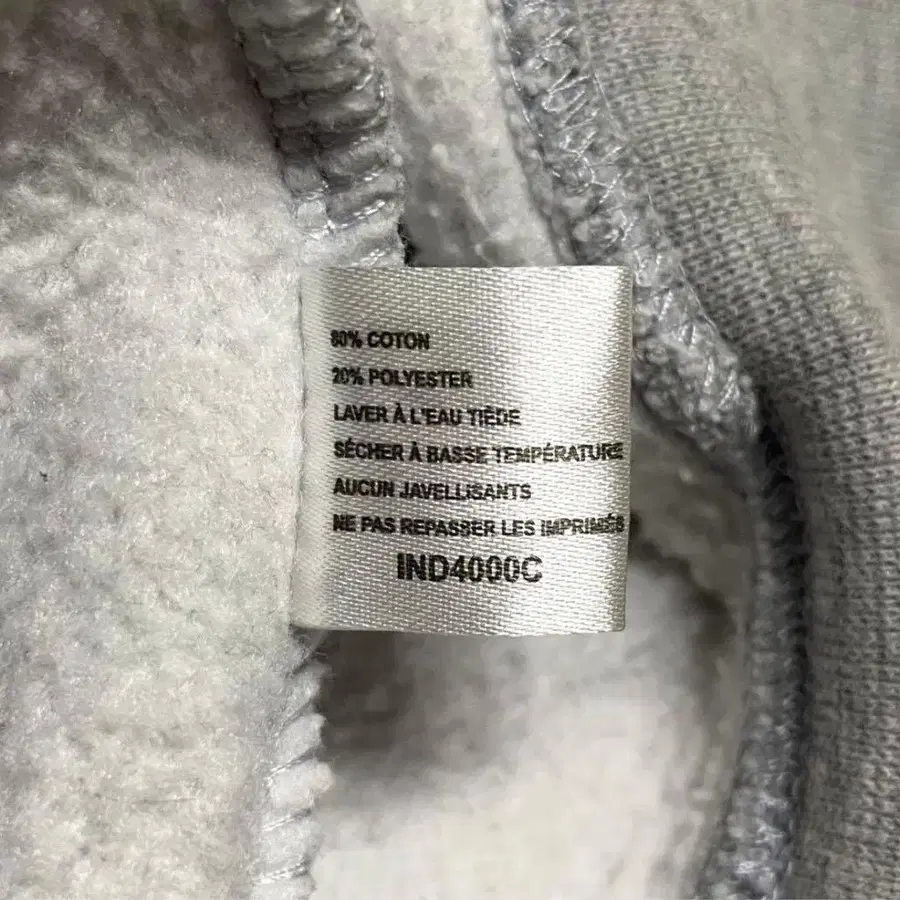 80% COTON
20% POLYESTER
LAVER À L'EAU TIÈDE
SÉCHER À BASSE TEMPÉRATURE
AUCUN JAVELLISANTS
NE PAS REPASSER LES IMPRIMÉS
IND4000C